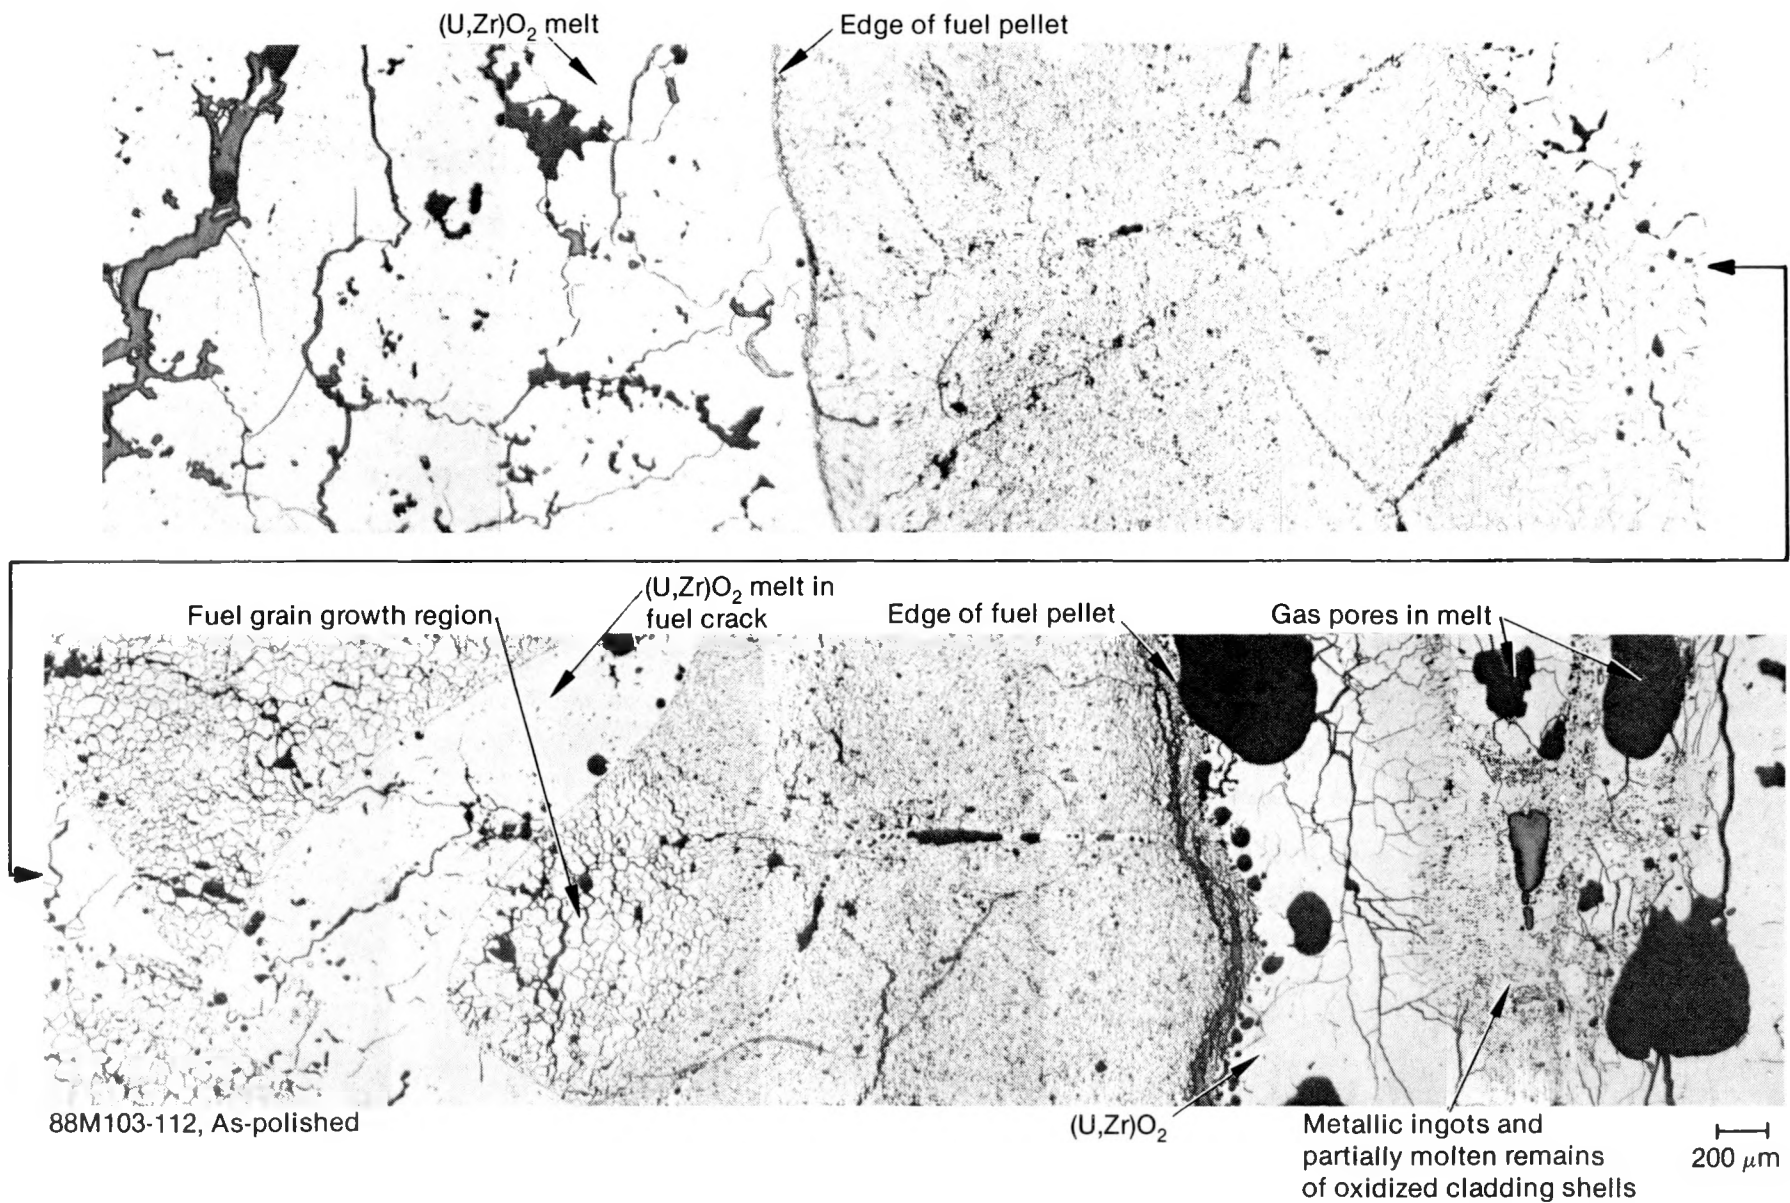 (U,Zr)O₂ melt
Edge of fuel pellet
(U,Zr)O₂ melt in
fuel crack
Fuel grain growth region
Edge of fuel pellet
Gas pores in melt
88M103-112, As-polished
(U,Zr)O₂
Metallic ingots and
partially molten remains
of oxidized cladding shells
200 μm